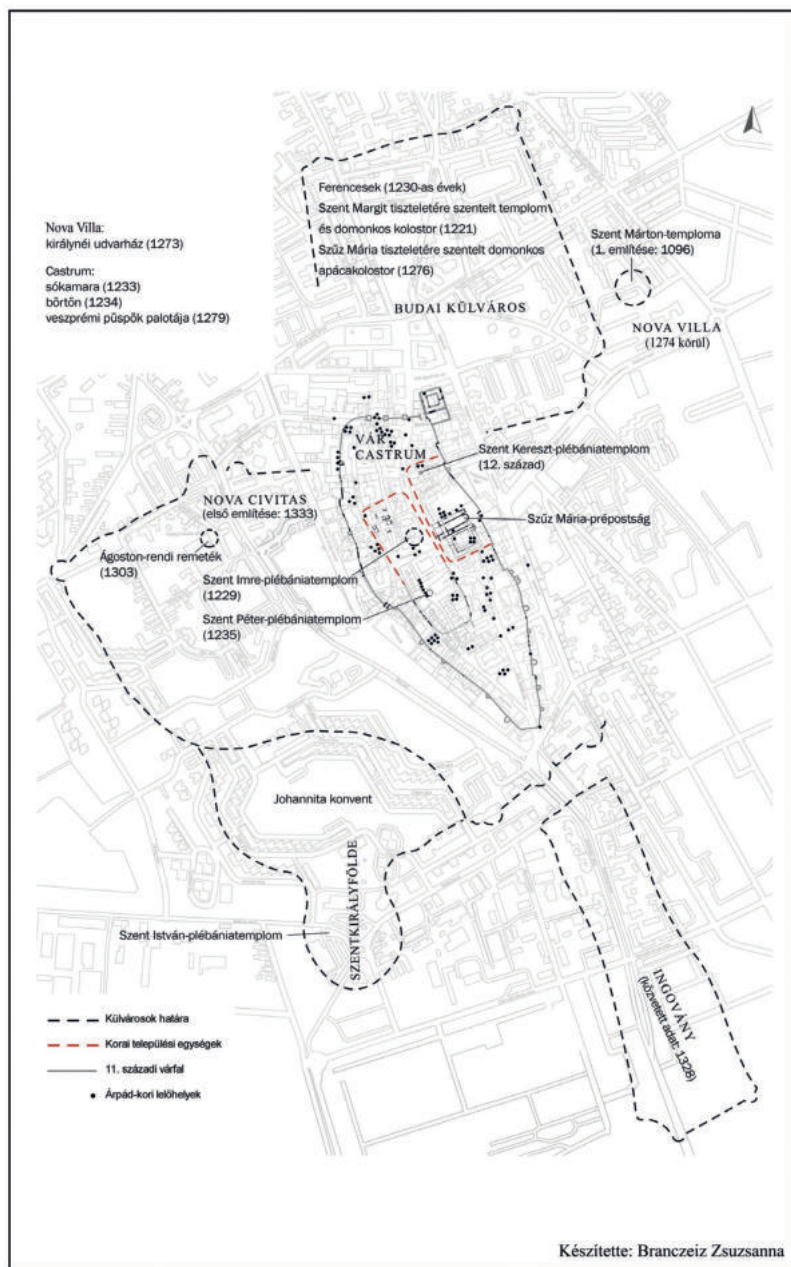 Ferencesek (1230-as évek)
Szent Margit tiszteletére szentelt templom
és domonkos kolostor (1221)
Szűz Mária tiszteletére szentelt domonkos
apácakolostor (1276)
BUDAI KÜLVÁROS
Nova Villa:
királynéi udvarház (1273)
Castrum:
sókamara (1233)
börtön (1234)
veszprémi püspök palotája (1279)
Szent Márton-temploma
(1. említése: 1096)
NOVA VILLA
(1274 körül)
VÁR
CASTRUM
Szent Kereszt-plébániatemplom
(12. század)
NOVA CIVITAS
(első említése: 1333)
Szűz Mária-prépostság
Ágoston-rendi remeték
(1303)
Szent Imre-plébániatemplom
(1229)
Szent Péter-plébániatemplom
(1235)
Johannita konvent
SZENTKIRÁLYFÖLDE
Szent István-plébániatemplom
INGOVÁNY
(közvetett adat: 1328)
Külvárosok határa
Korai települési egységek
11. századi várfal
Árpád-kori lelőhelyek
Készítette: Branczeiz Zsuzsanna